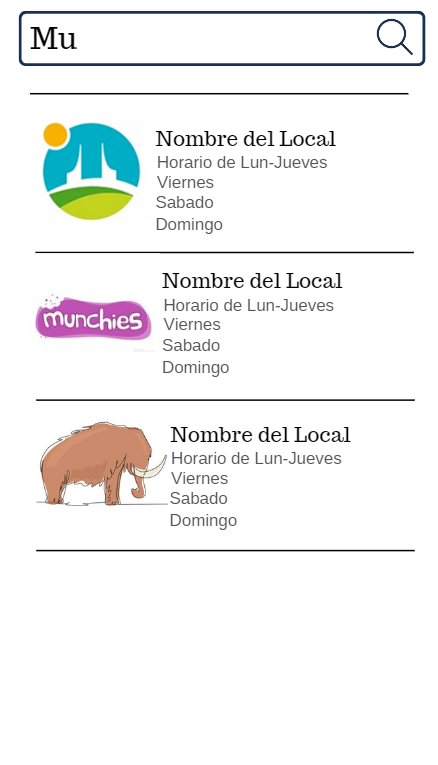 Mu
Nombre del Local
Horario de Lun-Jueves
Viernes
Sabado
Domingo
munchies
Nombre del Local
Horario de Lun-Jueves
Viernes
Sabado
Domingo
Nombre del Local
Horario de Lun-Jueves
Viernes
Sabado
Domingo